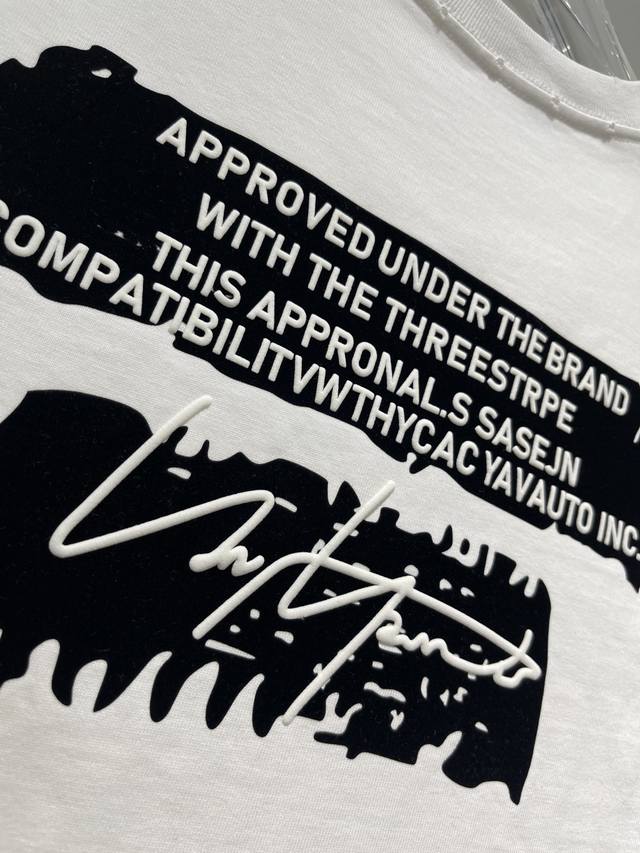 APPROVED UNDER THE BRAND
WITH THE THREESTRPE
THIS APPRONAL.S SASEJN
COMPATIBILITVWTHYCAC YAVAUTO INC.